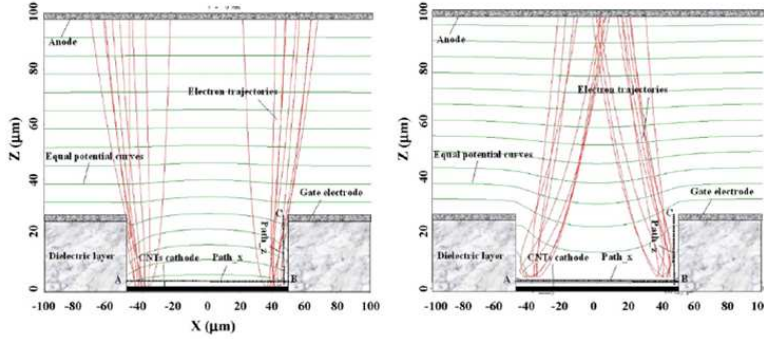 100
Anode
80
Electron trajectories
Z (μm)
60
Equal potential curves
40
Gate electrode
C
20
Path_z
Dielectric layer
CNTs cathode
Path_x
A
B
0
-100 -80 -60 -40 -20 0 20 40 60 80 100
X (μm)
100
Anode
80
Electron trajectories
Z (μm)
60
Equal potential curves
40
Gate electrode
C
20
Path_z
Dielectric layer
CNTs cathode
Path_x
A
B
0
-100 -80 -60 -40 -20 0 20 40 60 80 100